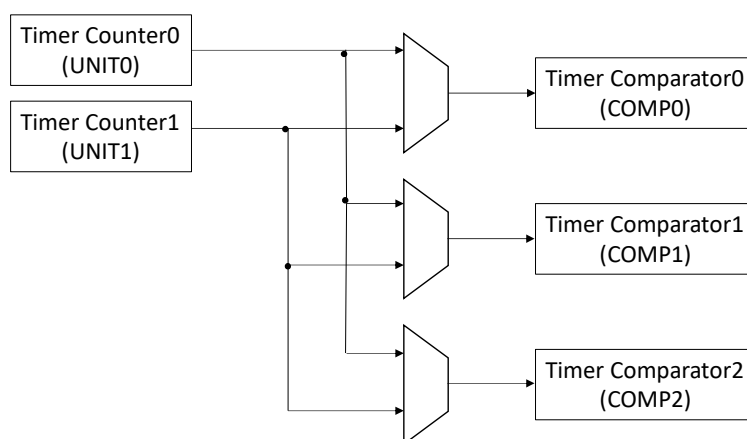 Timer Counter0
(UNIT0)
Timer Counter1
(UNIT1)
Timer Comparator0
(COMP0)
Timer Comparator1
(COMP1)
Timer Comparator2
(COMP2)